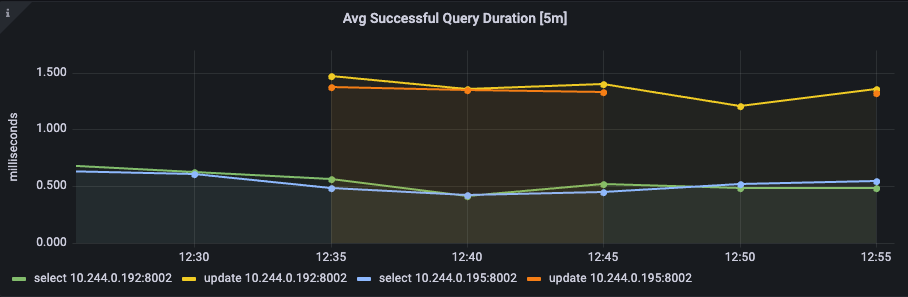 i
Avg Successful Query Duration [5m]
milliseconds
1.500
1.000
0.500
0.000
12:30 12:35 12:40 12:45 12:50 12:55
select 10.244.0.192:8002 update 10.244.0.192:8002 select 10.244.0.195:8002 update 10.244.0.195:8002